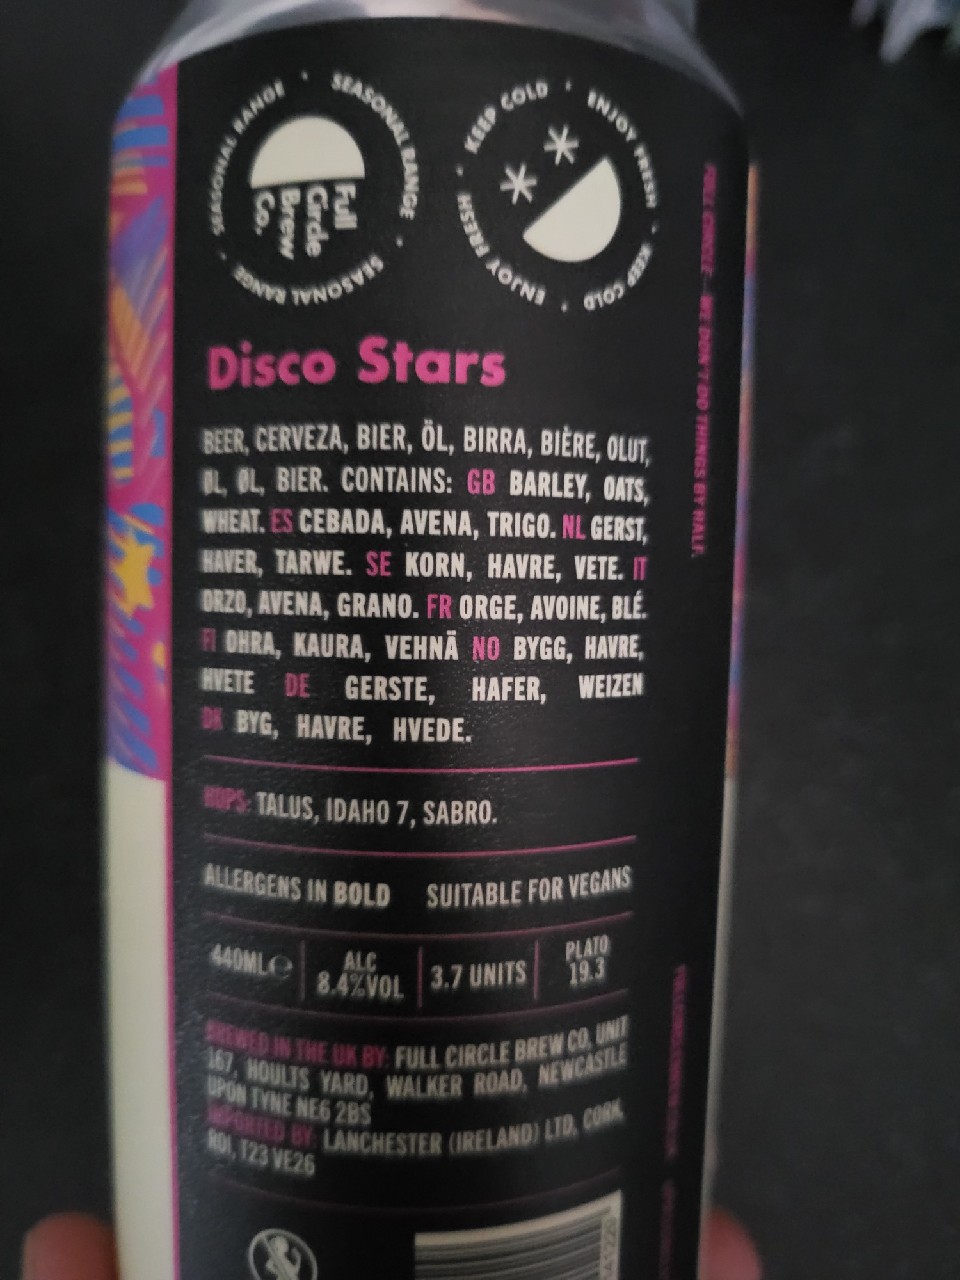 SEASONAL RANGE · SEASONAL RANGE · SEASONAL RANGE ·
Full
Circle
Brew
Co.
KEEP COLD · ENJOY FRESH · KEEP COLD · ENJOY FRESH ·
FULL CIRCLE – WE DON'T DO THINGS BY HALF.
Disco Stars
BEER, CERVEZA, BIER, ÖL, BIRRA, BIÈRE, OLUT,
ØL, ØL, BIER. CONTAINS: GB BARLEY, OATS,
WHEAT. ES CEBADA, AVENA, TRIGO. NL GERST,
HAVER, TARWE. SE KORN, HAVRE, VETE. IT
ORZO, AVENA, GRANO. FR ORGE, AVOINE, BLÉ.
FI OHRA, KAURA, VEHNÄ NO BYGG, HAVRE,
HVETE DE GERSTE, HAFER, WEIZEN
DK BYG, HAVRE, HVEDE.
HOPS: TALUS, IDAHO 7, SABRO.
ALLERGENS IN BOLD SUITABLE FOR VEGANS
440ML℮
ALC
8.4%VOL
3.7 UNITS
PLATO
19.3
BREWED IN THE UK BY: FULL CIRCLE BREW CO, UNIT
167, HOULTS YARD, WALKER ROAD, NEWCASTLE
UPON TYNE NE6 2BS
IMPORTED BY: LANCHESTER (IRELAND) LTD, CORK,
ROI, T23 VE26